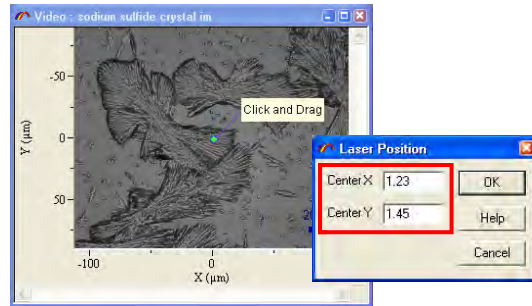 Video : sodium sulfide crystal im
-50
0
50
Y (µm)
-100
0
X (µm)
Click and Drag
Laser Position
Center X 1.23
Center Y 1.45
OK
Help
Cancel